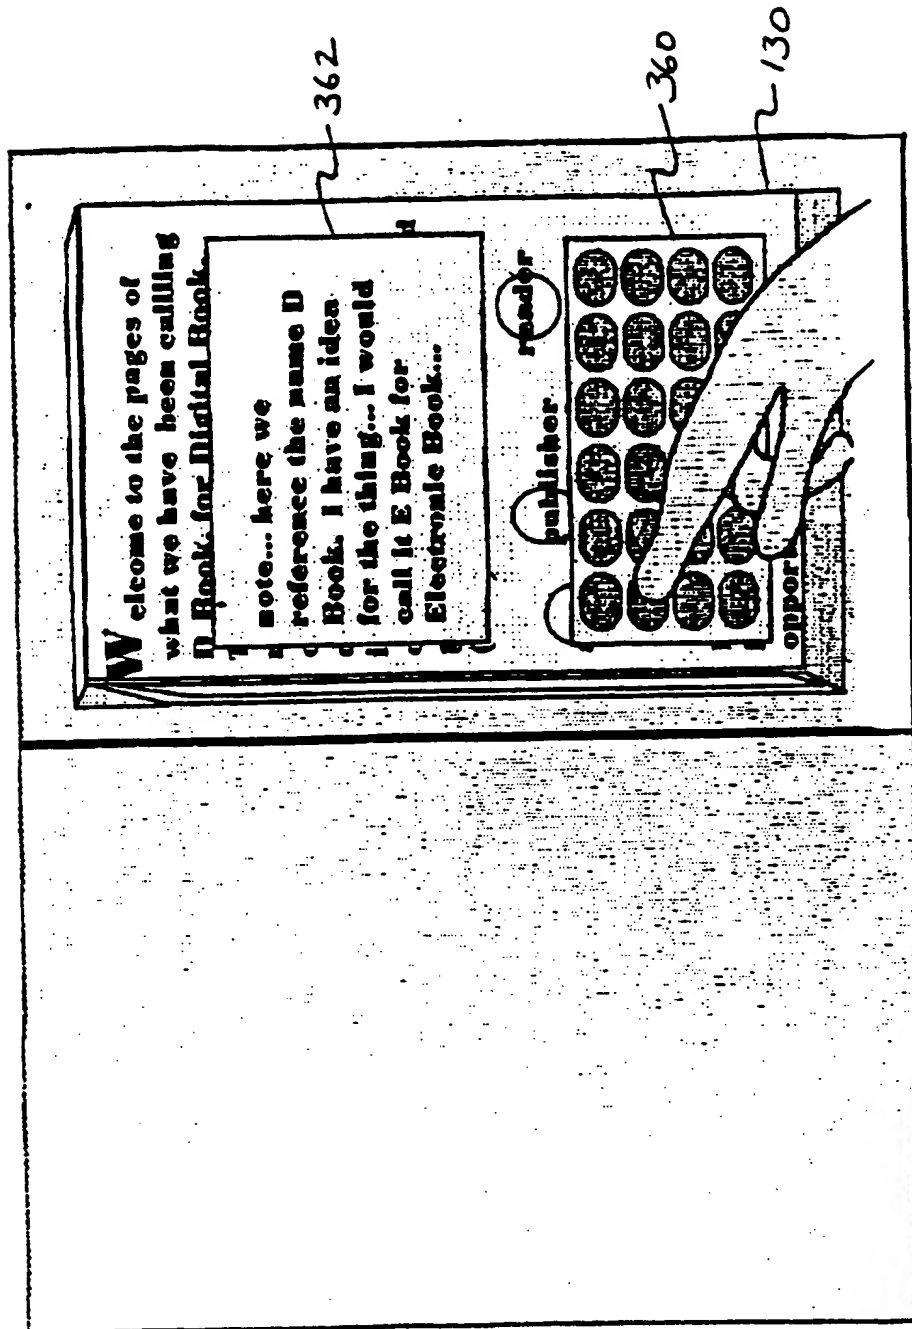 Welcome to the pages of
what we have been callling
D Book for Digital Book.
note... here we
reference the name D
Book. I have an idea
for the thing... I would
call it E Book for
Electronic Book...
publisher reader
oppor
362
360
130